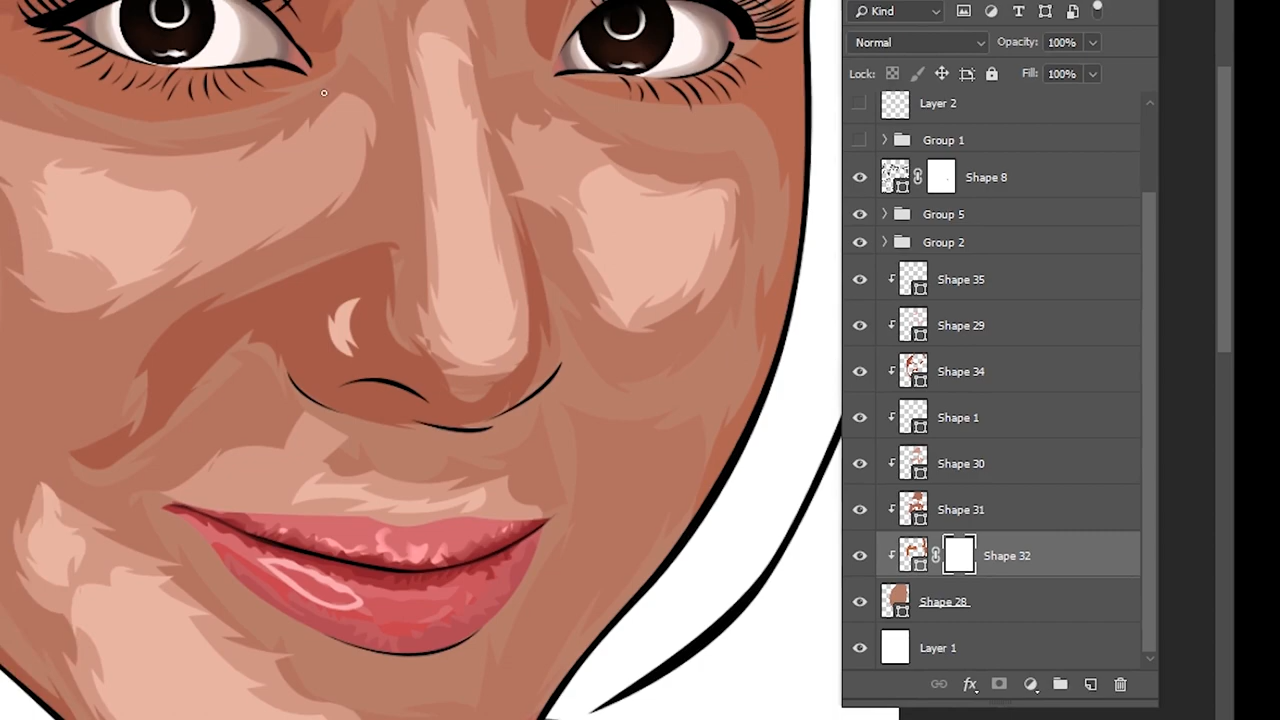 Kind
Normal
Opacity: 100%
Lock:
Fill: 100%
Layer 2
Group 1
Shape 8
Group 5
Group 2
Shape 35
Shape 29
Shape 34
Shape 1
Shape 30
Shape 31
Shape 32
Shape 28
Layer 1